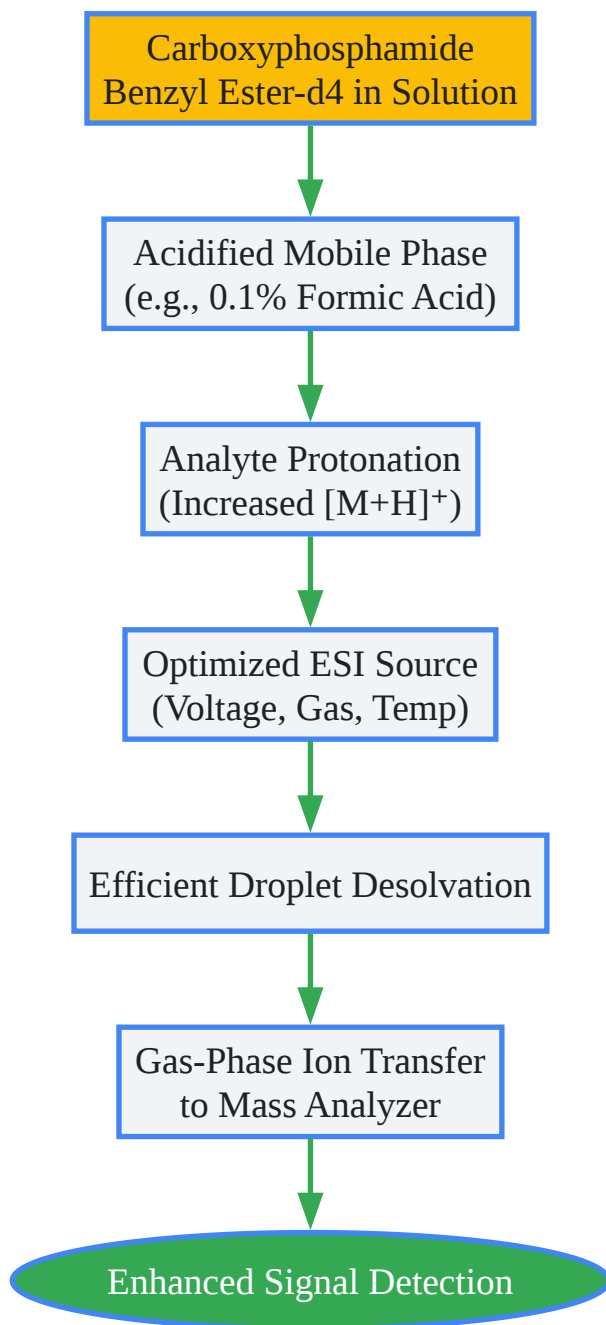 Carboxyphosphamide
Benzyl Ester-d4 in Solution
Acidified Mobile Phase
(e.g., 0.1% Formic Acid)
Analyte Protonation
(Increased [M+H]⁺)
Optimized ESI Source
(Voltage, Gas, Temp)
Efficient Droplet Desolvation
Gas-Phase Ion Transfer
to Mass Analyzer
Enhanced Signal Detection